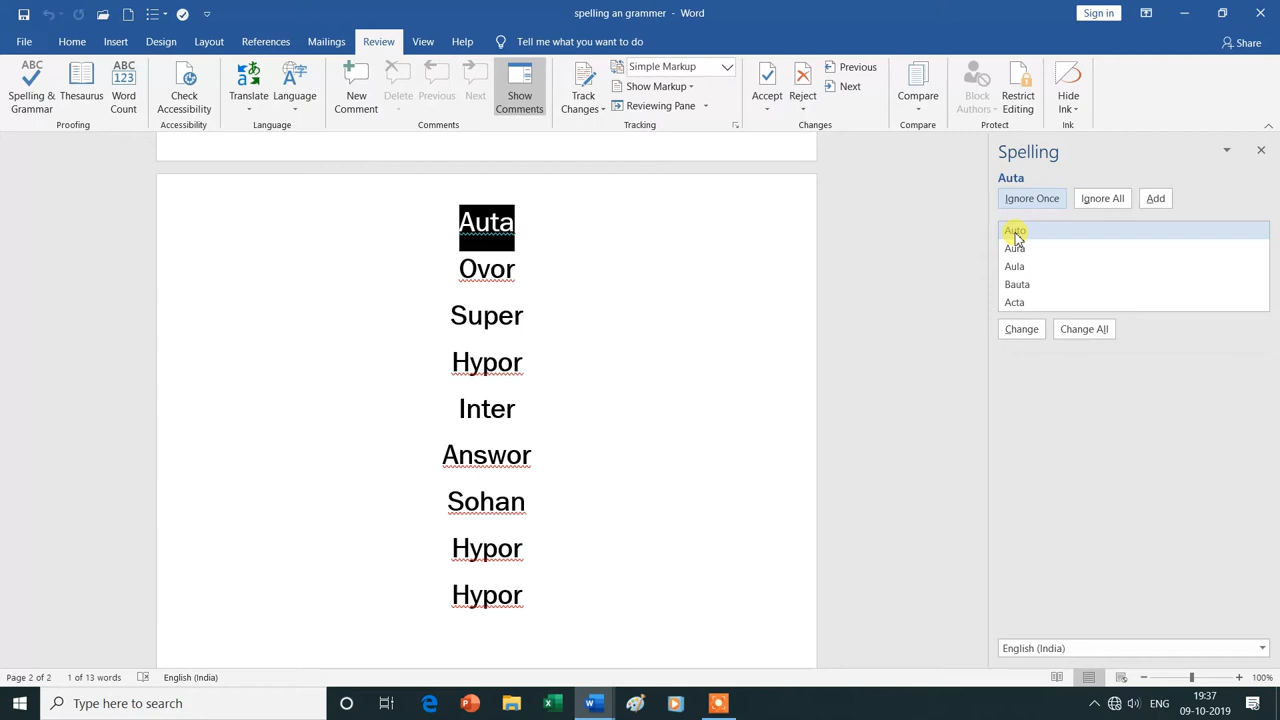 spelling an grammer - Word
Sign in
File Home Insert Design Layout References Mailings Review View Help Tell me what you want to do Share
ABC
Spelling &
Grammar
Thesaurus
ABC
123
Word
Count
Proofing
Check
Accessibility
Accessibility
Translate
Language
Language
New
Comment
Delete
Previous
Next
Show
Comments
Comments
Track
Changes
Simple Markup
Show Markup
Reviewing Pane
Tracking
Accept
Reject
Previous
Next
Changes
Compare
Compare
Block
Authors
Restrict
Editing
Protect
Hide
Ink
Ink
Auta
Ovor
Super
Hypor
Inter
Answor
Sohan
Hypor
Hypor
Spelling
Auta
Ignore Once Ignore All Add
Auto
Aura
Aula
Bauta
Acta
Change Change All
English (India)
Page 2 of 2 1 of 13 words English (India) 100%
Type here to search
19:37
ENG
09-10-2019